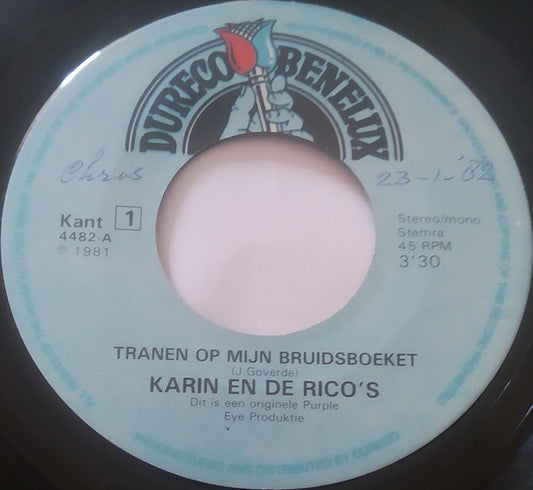 DURECO BENELUX
Chris
23-1-'82
Kant 1
4482-A
℗ 1981
Stereo/mono
Stemra
45 RPM
3'30
TRANEN OP MIJN BRUIDSBOEKET
(J. Goverde)
KARIN EN DE RICO'S
Dit is een originele Purple
Eye Produktie
MANUFACTURED AND DISTRIBUTED BY DURECO